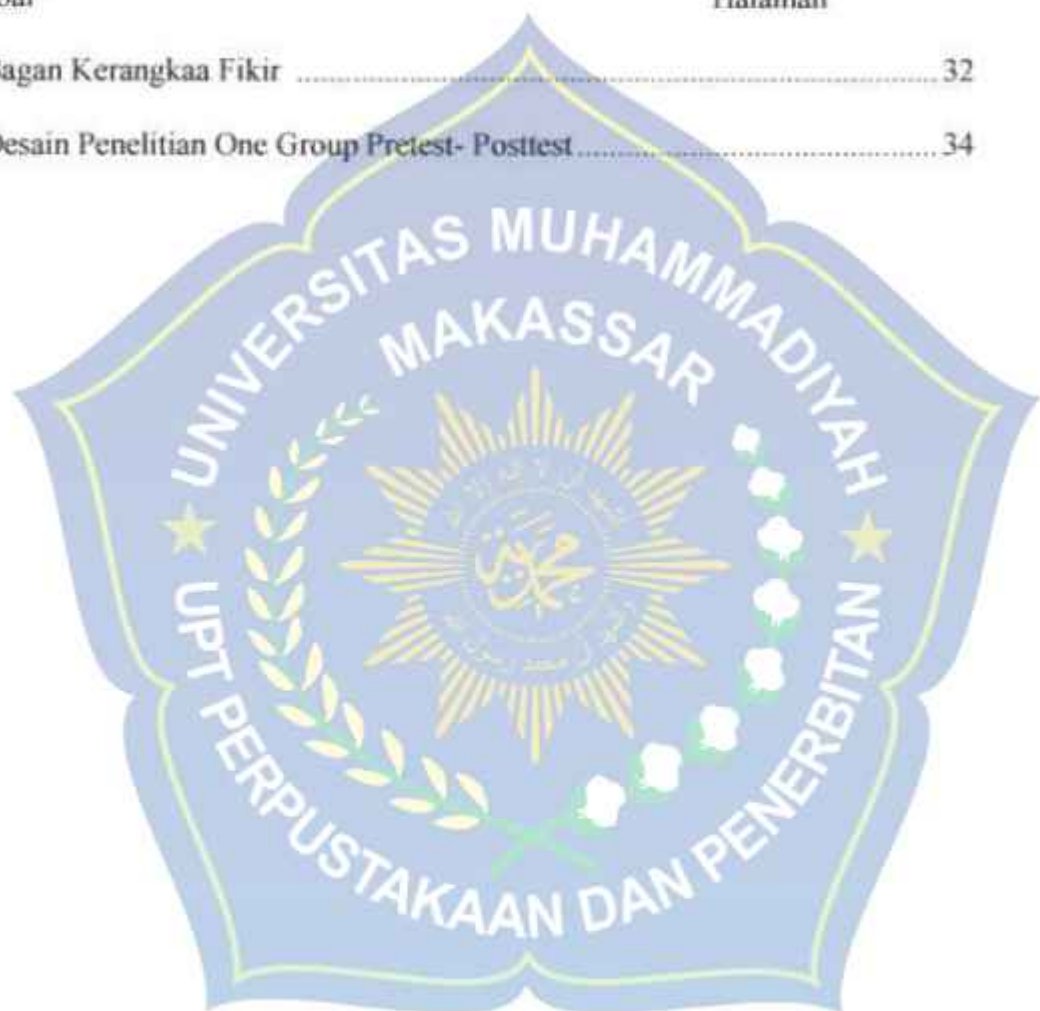 Halaman
Bagan Kerangkaa Fikir 32
Desain Penelitian One Group Pretest- Posttest 34
UNIVERSITAS MUHAMMADIYAH
MAKASSAR
محمدية
UPT PERPUSTAKAAN DAN PENERBITAN